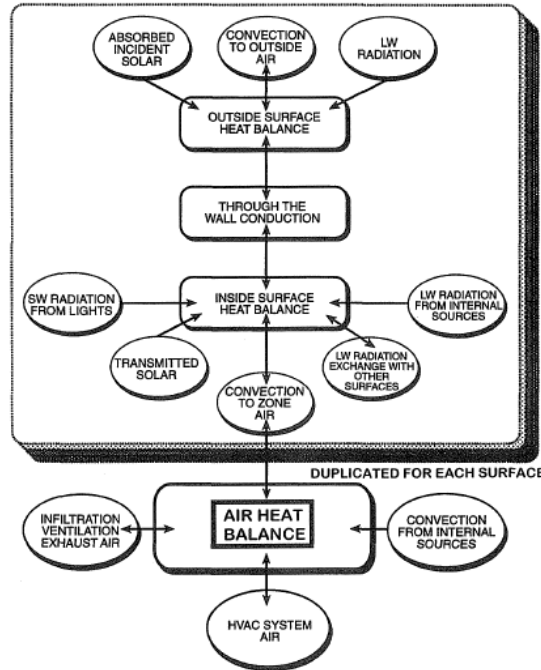 ABSORBED
INCIDENT
SOLAR
CONVECTION
TO OUTSIDE
AIR
LW
RADIATION
OUTSIDE SURFACE
HEAT BALANCE
THROUGH THE
WALL CONDUCTION
SW RADIATION
FROM LIGHTS
INSIDE SURFACE
HEAT BALANCE
LW RADIATION
FROM INTERNAL
SOURCES
TRANSMITTED
SOLAR
CONVECTION
TO ZONE
AIR
LW RADIATION
EXCHANGE WITH
OTHER
SURFACES
DUPLICATED FOR EACH SURFACE
INFILTRATION
VENTILATION
EXHAUST AIR
AIR HEAT
BALANCE
CONVECTION
FROM INTERNAL
SOURCES
HVAC SYSTEM
AIR